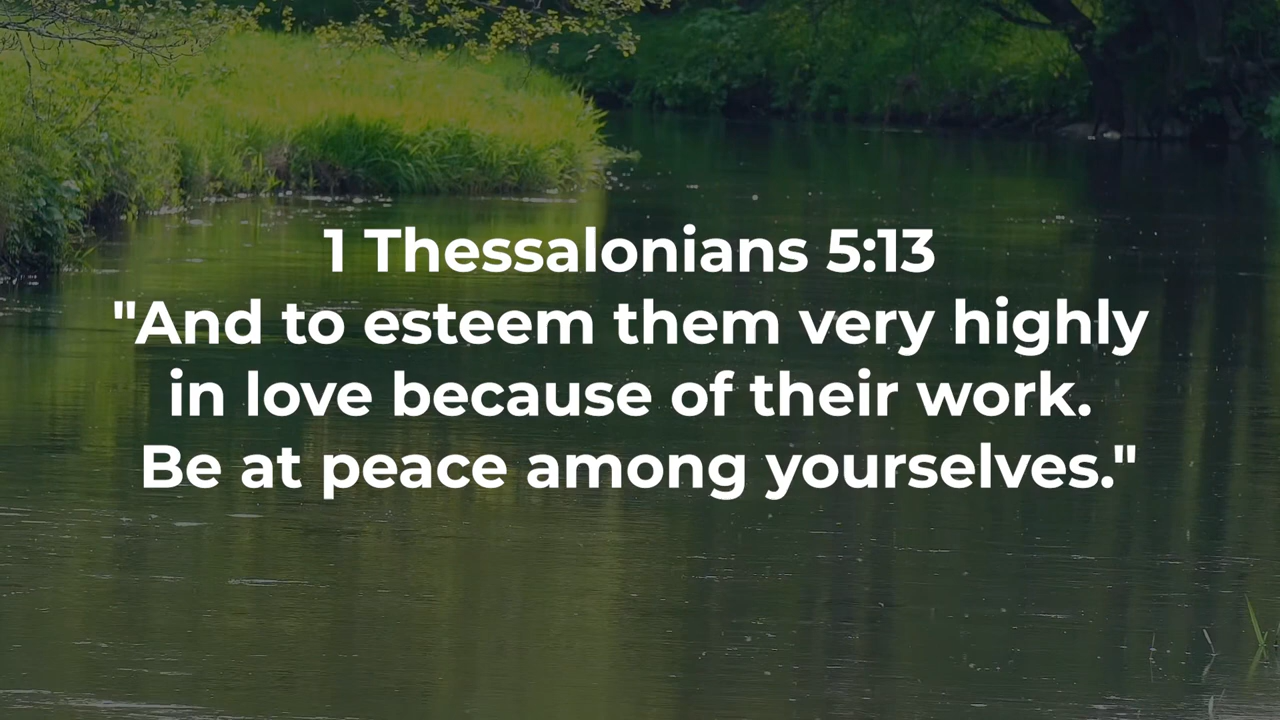 1 Thessalonians 5:13
"And to esteem them very highly
in love because of their work.
Be at peace among yourselves."